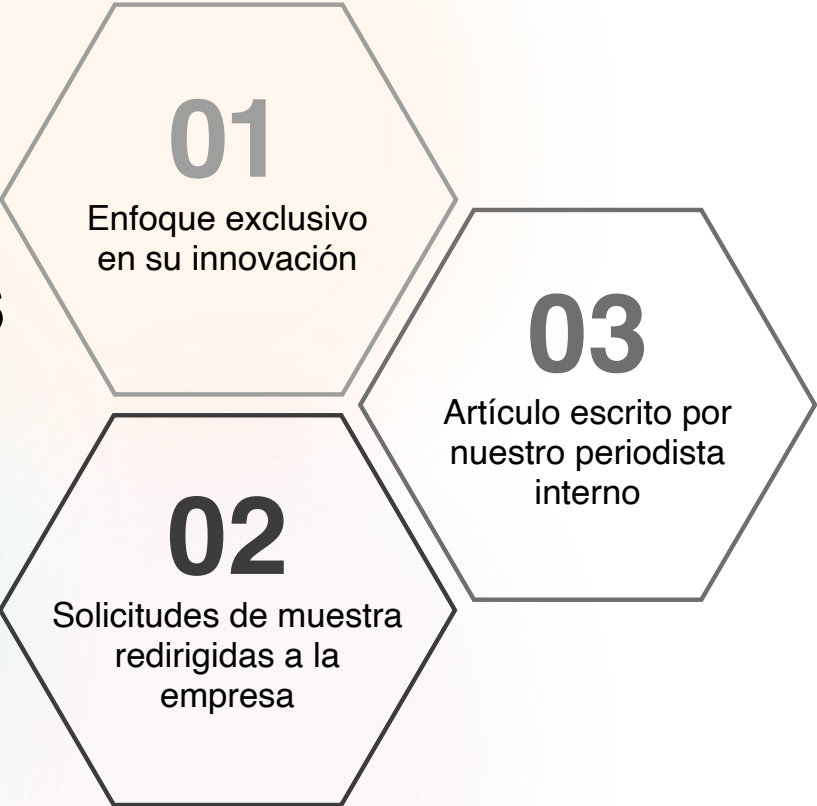 01
Enfoque exclusivo
en su innovación
02
Solicitudes de muestra
redirigidas a la
empresa
03
Artículo escrito por
nuestro periodista
interno